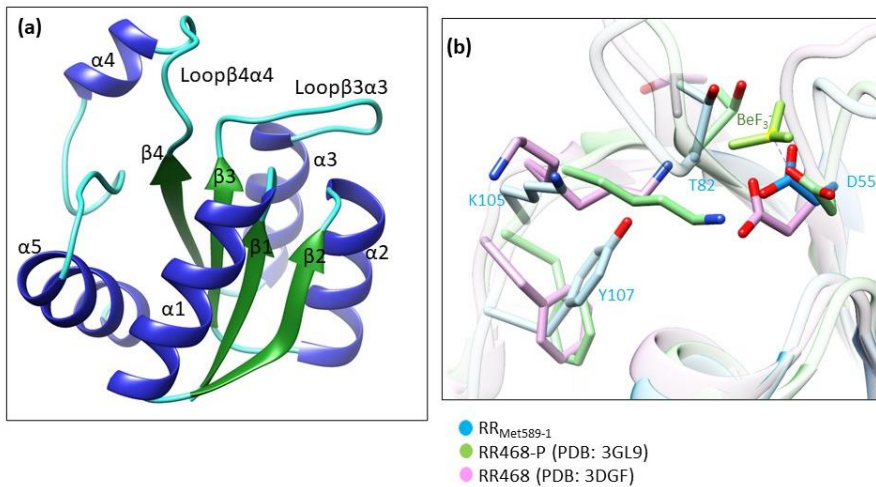 (a)
α4
Loopβ4α4
Loopβ3α3
β4
α3
β3
α5
α1
β1
β2
α2
(b)
BeF₃⁻
K105
T82
D55
Y107
RR_Met589-1
RR468-P (PDB: 3GL9)
RR468 (PDB: 3DGF)